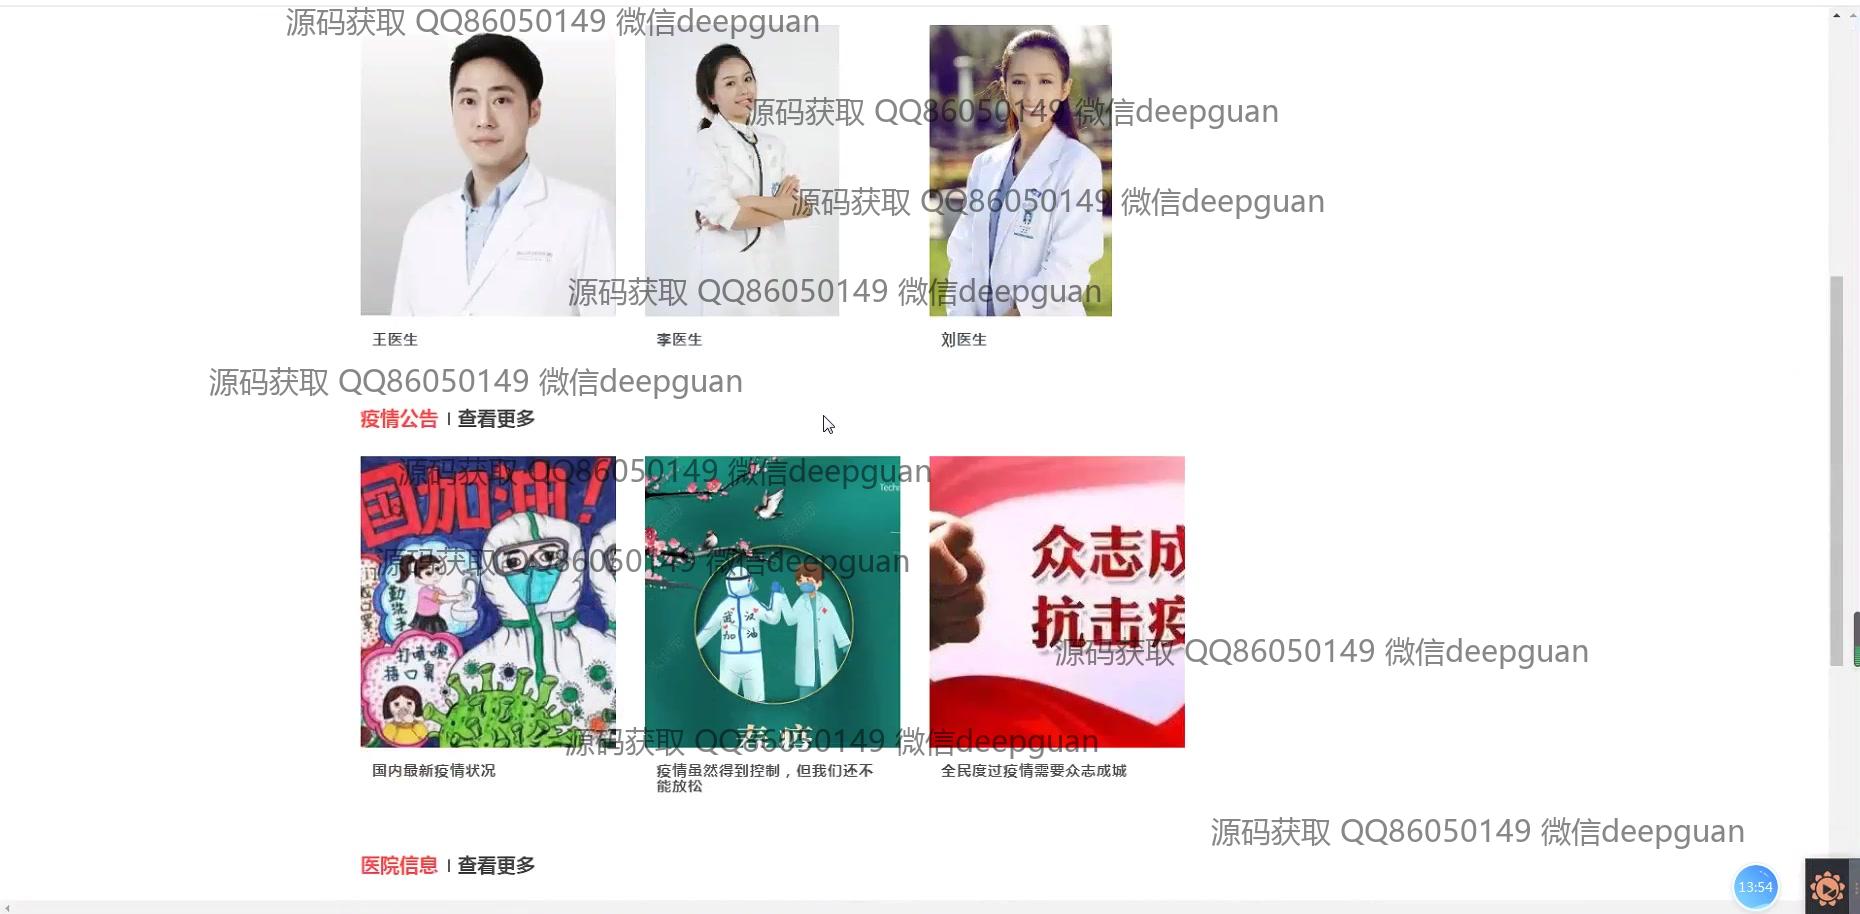 源码获取 QQ86050149 微信deepguan
源码获取 QQ86050149 微信deepguan
源码获取 QQ86050149 微信deepguan
源码获取 QQ86050149 微信deepguan
王医生
李医生
刘医生
源码获取 QQ86050149 微信deepguan
疫情公告 | 查看更多
源码获取 QQ86050149 微信deepguan
Techn
国加油!
众志成
源码获取 QQ86050149 微信deepguan
勤洗手
武汉
加油
抗击疫
源码获取 QQ86050149 微信deepguan
打喷嚏
捂口鼻
源码获取 QQ86050149 微信deepguan
国内最新疫情状况
疫情虽然得到控制，但我们还不
能放松
全民度过疫情需要众志成城
源码获取 QQ86050149 微信deepguan
医院信息 | 查看更多
13:54